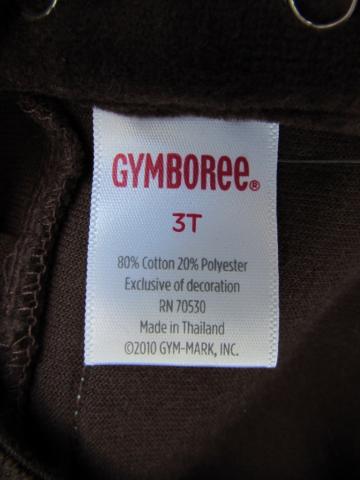 GYMBOREE®
3T
80% Cotton 20% Polyester
Exclusive of decoration
RN 70530
Made in Thailand
©2010 GYM-MARK, INC.